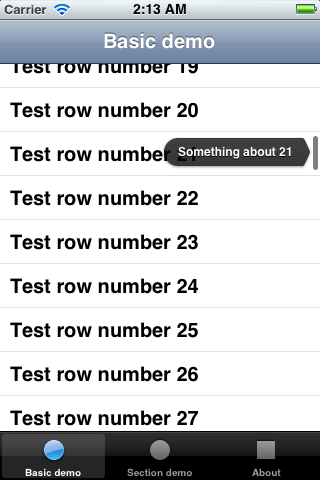 Carrier 2:13 AM
Basic demo
Test row number 19
Test row number 20
Test row number 21
Something about 21
Test row number 22
Test row number 23
Test row number 24
Test row number 25
Test row number 26
Test row number 27
Basic demo Section demo About